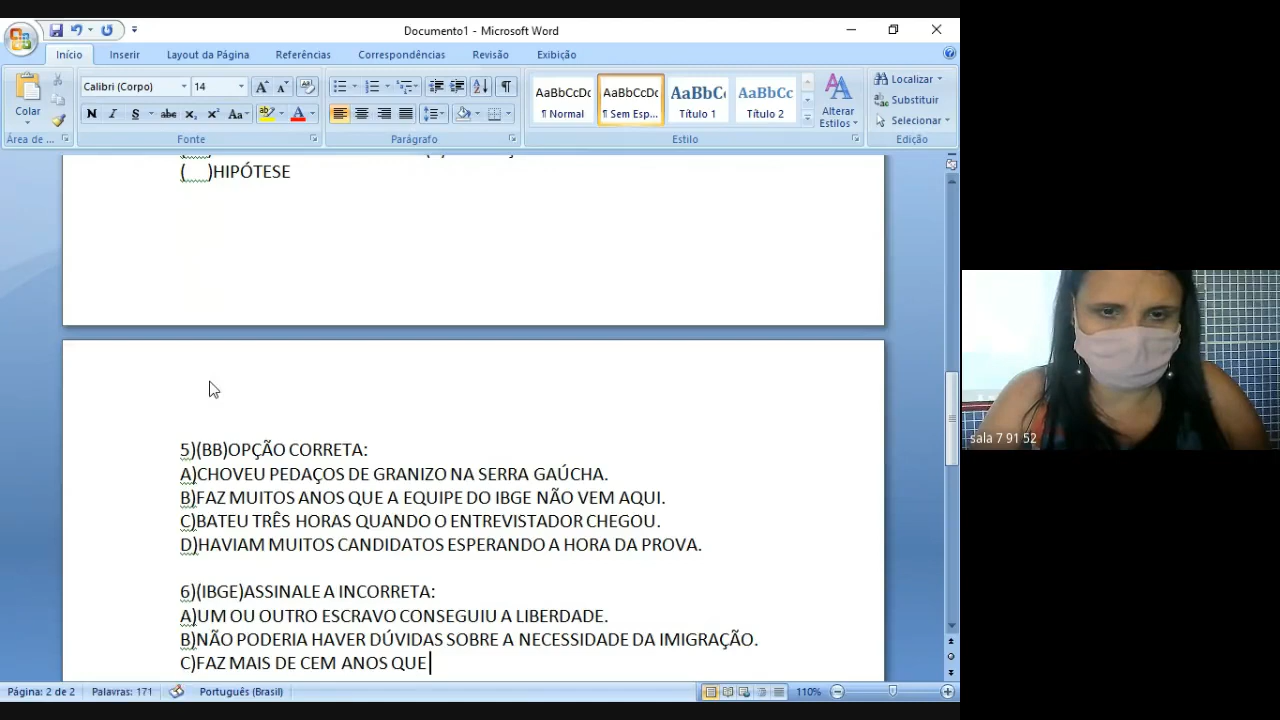 Documento1 - Microsoft Word
Início Inserir Layout da Página Referências Correspondências Revisão Exibição
Calibri (Corpo) 14
Colar
N I S abc x₂ x² Aa
AaBbCcDc AaBbCcDc AaBbC AaBbCc
¶ Normal ¶ Sem Esp... Título 1 Título 2
Alterar Estilos
Localizar
Substituir
Selecionar
Área de... Fonte Parágrafo Estilo Edição
(__)HIPÓTESE
5)(BB)OPÇÃO CORRETA:
A)CHOVEU PEDAÇOS DE GRANIZO NA SERRA GAÚCHA.
B)FAZ MUITOS ANOS QUE A EQUIPE DO IBGE NÃO VEM AQUI.
C)BATEU TRÊS HORAS QUANDO O ENTREVISTADOR CHEGOU.
D)HAVIAM MUITOS CANDIDATOS ESPERANDO A HORA DA PROVA.
6)(IBGE)ASSINALE A INCORRETA:
A)UM OU OUTRO ESCRAVO CONSEGUIU A LIBERDADE.
B)NÃO PODERIA HAVER DÚVIDAS SOBRE A NECESSIDADE DA IMIGRAÇÃO.
C)FAZ MAIS DE CEM ANOS QUE
sala 7 91 52
Página: 2 de 2 Palavras: 171 Português (Brasil) 110%